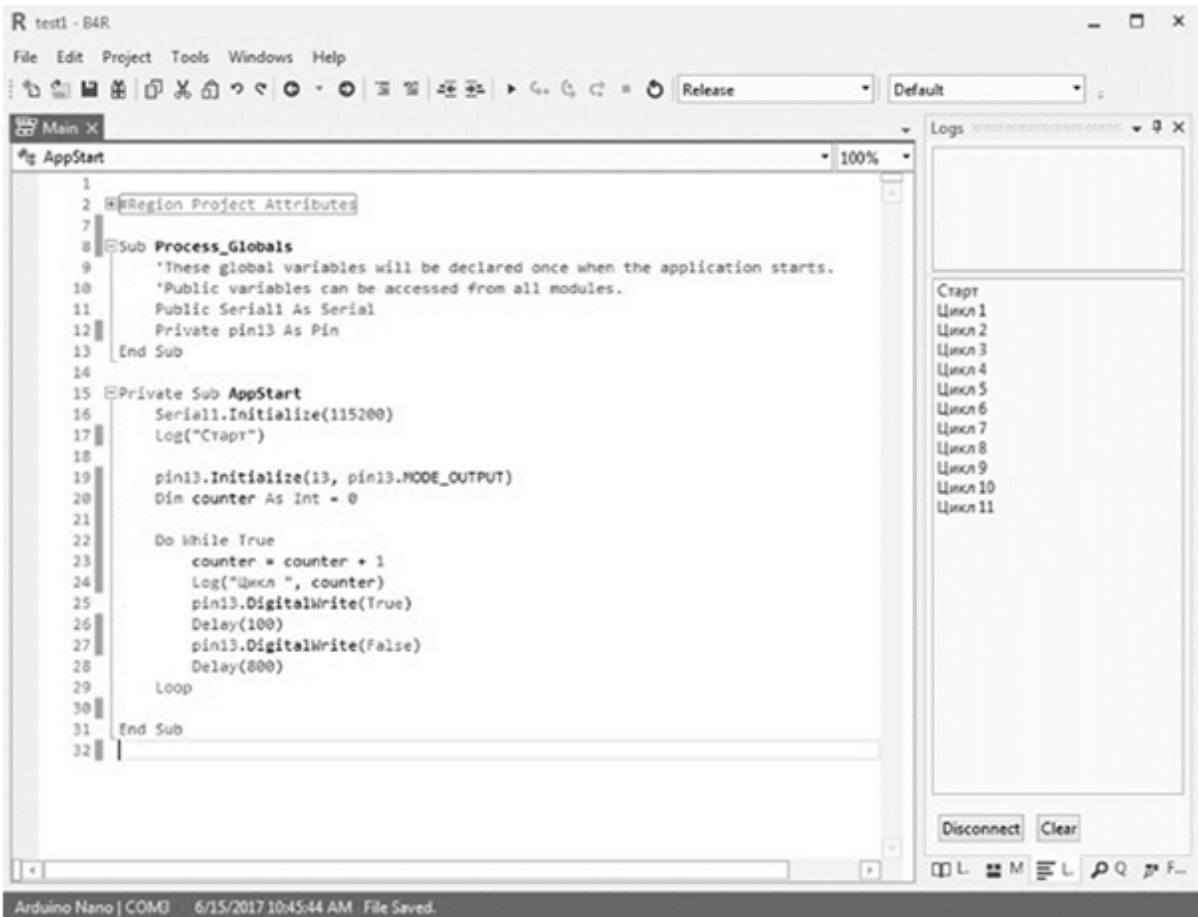 R test1 - B4R
File Edit Project Tools Windows Help
Release
Default
Main
Logs
AppStart
100%
1
2 #Region Project Attributes
7
8 Sub Process_Globals
9 'These global variables will be declared once when the application starts.
10 'Public variables can be accessed from all modules.
11 Public Serial1 As Serial
12 Private pin13 As Pin
13 End Sub
14
15 Private Sub AppStart
16 Serial1.Initialize(115200)
17 Log("Старт")
18
19 pin13.Initialize(13, pin13.MODE_OUTPUT)
20 Dim counter As Int = 0
21
22 Do While True
23 counter = counter + 1
24 Log("Цикл ", counter)
25 pin13.DigitalWrite(True)
26 Delay(100)
27 pin13.DigitalWrite(False)
28 Delay(800)
29 Loop
30
31 End Sub
32
Старт
Цикл 1
Цикл 2
Цикл 3
Цикл 4
Цикл 5
Цикл 6
Цикл 7
Цикл 8
Цикл 9
Цикл 10
Цикл 11
Disconnect Clear
L. M L. Q F...
Arduino Nano | COM3 6/15/2017 10:45:44 AM File Saved.